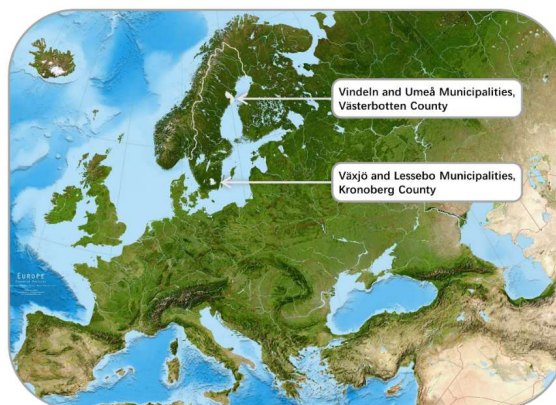 Vindeln and Umeå Municipalities,
Västerbotten County
Växjö and Lessebo Municipalities,
Kronoberg County
EUROPE